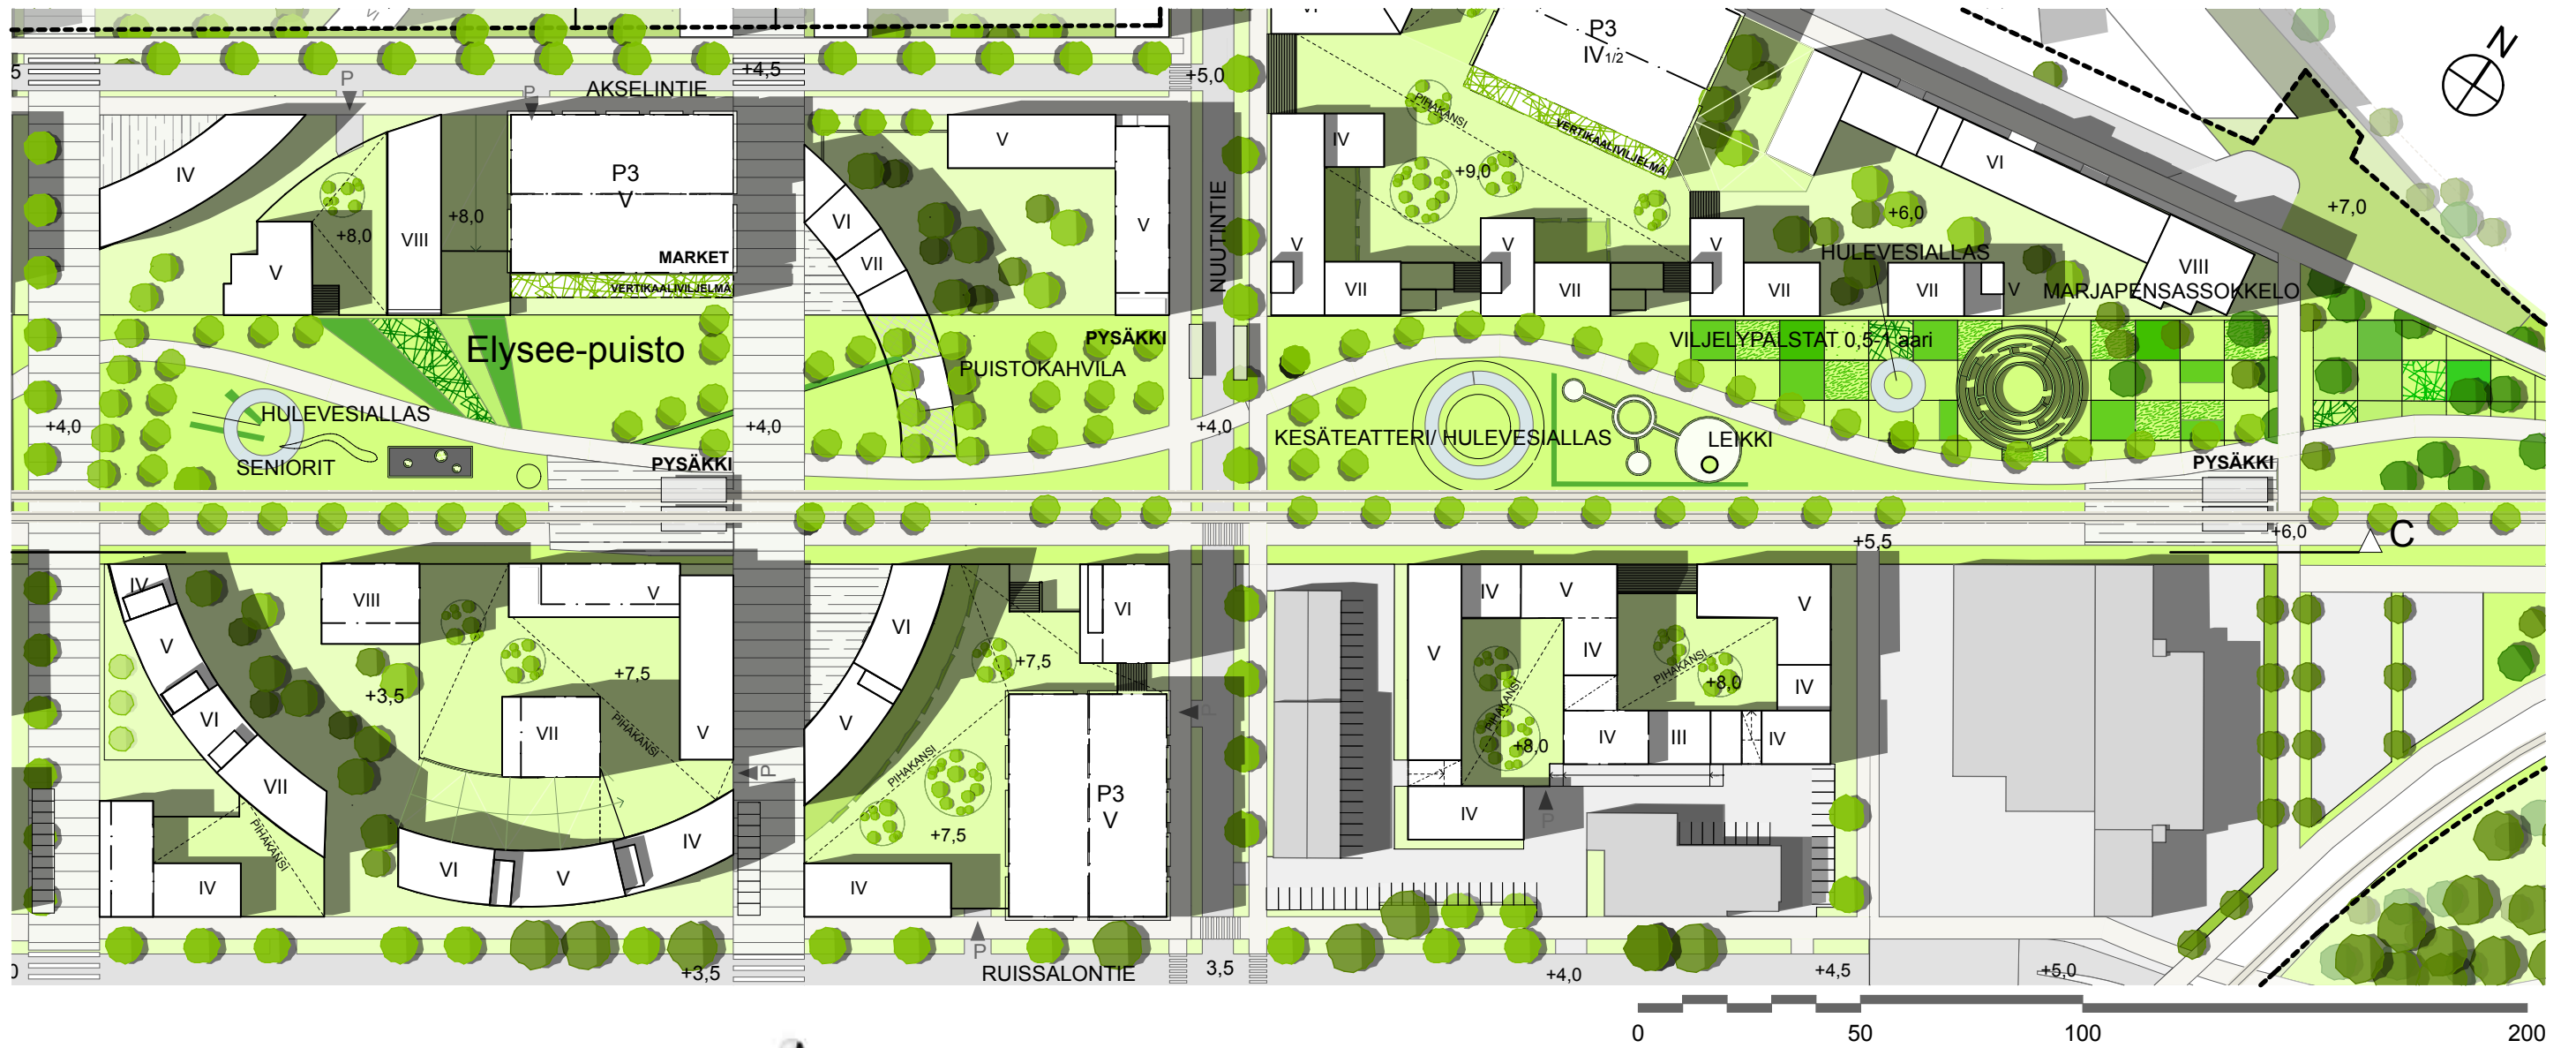 VI
VI
P3
IV1/2
N
5
P
+4,5
+5,0
AKSELINTIE
P
PIHAKANSI
VERTIKAALIVILJELMÄ
IV
V
V
IV
P3
V
VI
+9,0
+8,0
+8,0
VIII
VI
NUUTINTIE
+6,0
+7,0
MARKET
VII
V
V
V
HULEVESIALLAS
V
VIII
VERTIKAALIVILJELMÄ
VII
VII
VII
VII
V
MARJAPENSASSOKKELO
Elysee-puisto
PYSÄKKI
VILJELYPALSTAT 0,5-1 aari
PUISTOKAHVILA
HULEVESIALLAS
+4,0
+4,0
+4,0
KESÄTEATTERI/ HULEVESIALLAS
LEIKKI
SENIORIT
PYSÄKKI
PYSÄKKI
+6,0
C
+5,5
IV
VIII
V
VI
IV
V
V
V
VI
V
IV
+7,5
+7,5
PIHAKANSI
+8,0
IV
+3,5
PIHAKANSI
VI
VII
PIHAKANSI
V
V
P
PIHAKANSI
+8,0
IV
III
IV
P
VII
P3
V
PIHAKANSI
+7,5
IV
P
VI
V
IV
IV
IV
P
0
+3,5
RUISSALONTIE
3,5
+4,0
+4,5
+5,0
0
50
100
200